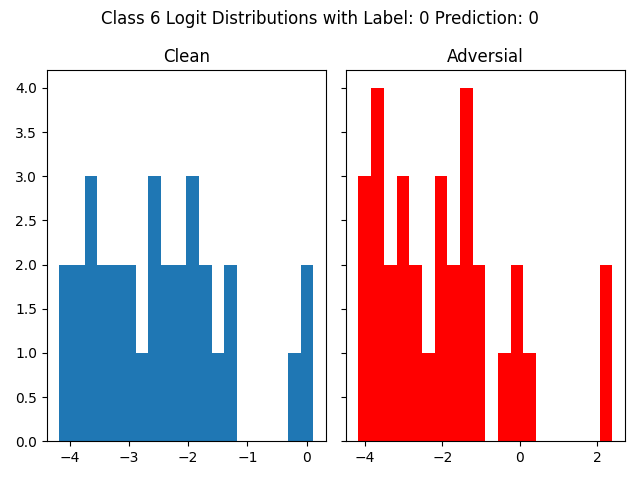 Class 6 Logit Distributions with Label: 0 Prediction: 0
Clean
Adversial
4.0
3.5
3.0
2.5
2.0
1.5
1.0
0.5
0.0
−4 −3 −2 −1 0
−4 −2 0 2